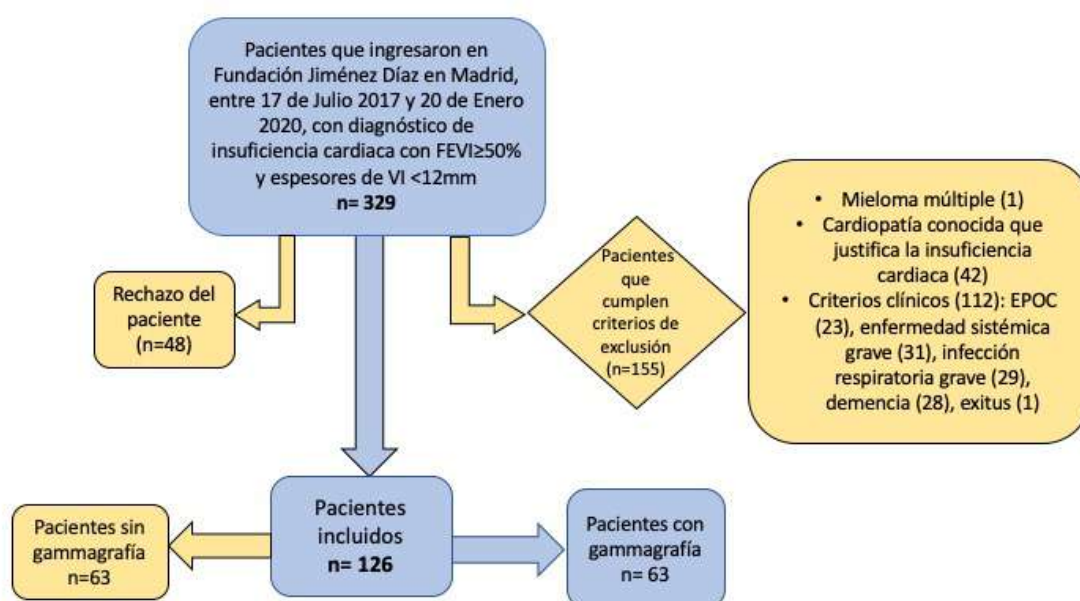 Pacientes que ingresaron en
Fundación Jiménez Díaz en Madrid,
entre 17 de Julio 2017 y 20 de Enero
2020, con diagnóstico de
insuficiencia cardiaca con FEVI≥50%
y espesores de VI <12mm
n= 329
Rechazo del
paciente
(n=48)
Pacientes
que
cumplen
criterios de
exclusión
(n=155)
• Mieloma múltiple (1)
• Cardiopatía conocida que
justifica la insuficiencia
cardiaca (42)
• Criterios clínicos (112): EPOC
(23), enfermedad sistémica
grave (31), infección
respiratoria grave (29),
demencia (28), exitus (1)
Pacientes sin
gammagrafía
n=63
Pacientes
incluidos
n= 126
Pacientes con
gammagrafía
n= 63